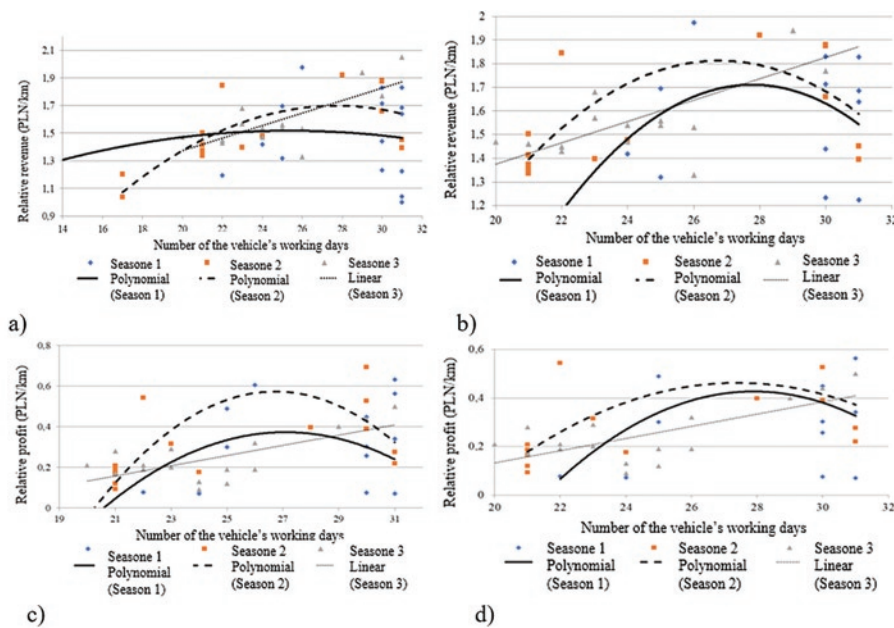 Relative revenue (PLN/km)
2,1
1,9
1,7
1,5
1,3
1,1
0,9
14 16 18 20 22 24 26 28 30 32
Number of the vehicle's working days
Seasone 1 Seasone 2 Seasone 3
Polynomial Polynomial Linear
(Season 1) (Season 2) (Season 3)
a)
Relative revenue (PLN/km)
2
1,9
1,8
1,7
1,6
1,5
1,4
1,3
1,2
20 22 24 26 28 30 32
Number of the vehicle's working days
Seasone 1 Seasone 2 Seasone 3
Polynomial Polynomial Linear
(Season 1) (Season 2) (Season 3)
b)
Relative profit (PLN/km)
0,8
0,6
0,4
0,2
0
19 21 23 25 27 29 31
Number of the vehicle's working days
Seasone 1 Seasone 2 Seasone 3
Polynomial Polynomial Linear
(Season 1) (Season 2) (Season 3)
c)
Relative profit (PLN/km)
0,6
0,4
0,2
0
20 22 24 26 28 30 32
Number of the vehicle's working days
Seasone 1 Seasone 2 Seasone 3
Polynomial Polynomial Linear
(Season 1) (Season 2) (Season 3)
d)